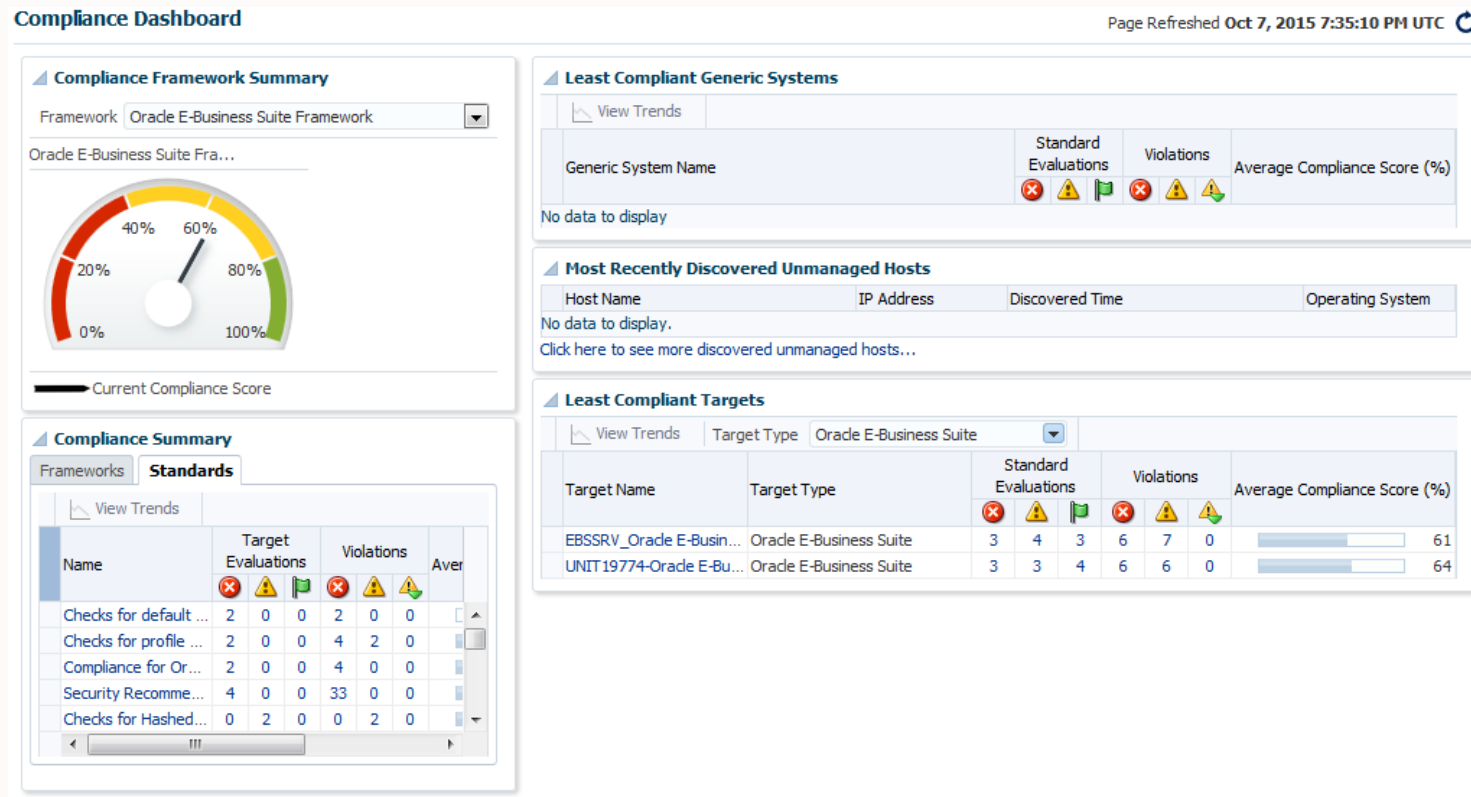 Compliance Dashboard
Page Refreshed Oct 7, 2015 7:35:10 PM UTC
Compliance Framework Summary
Framework Oracle E-Business Suite Framework
Oracle E-Business Suite Fra...
40% 60%
20% 80%
0% 100%
Current Compliance Score
Compliance Summary
Frameworks Standards
View Trends
Name Target Evaluations Violations Aver
Checks for default ... 2 0 0 2 0 0
Checks for profile ... 2 0 0 4 2 0
Compliance for Or... 2 0 0 4 0 0
Security Recomme... 4 0 0 33 0 0
Checks for Hashed... 0 2 0 0 2 0
Least Compliant Generic Systems
View Trends
Generic System Name Standard Evaluations Violations Average Compliance Score (%)
No data to display
Most Recently Discovered Unmanaged Hosts
Host Name IP Address Discovered Time Operating System
No data to display.
Click here to see more discovered unmanaged hosts...
Least Compliant Targets
View Trends Target Type Oracle E-Business Suite
Target Name Target Type Standard Evaluations Violations Average Compliance Score (%)
EBSSRV_Oracle E-Busin... Oracle E-Business Suite 3 4 3 6 7 0 61
UNIT19774-Oracle E-Bu... Oracle E-Business Suite 3 3 4 6 6 0 64